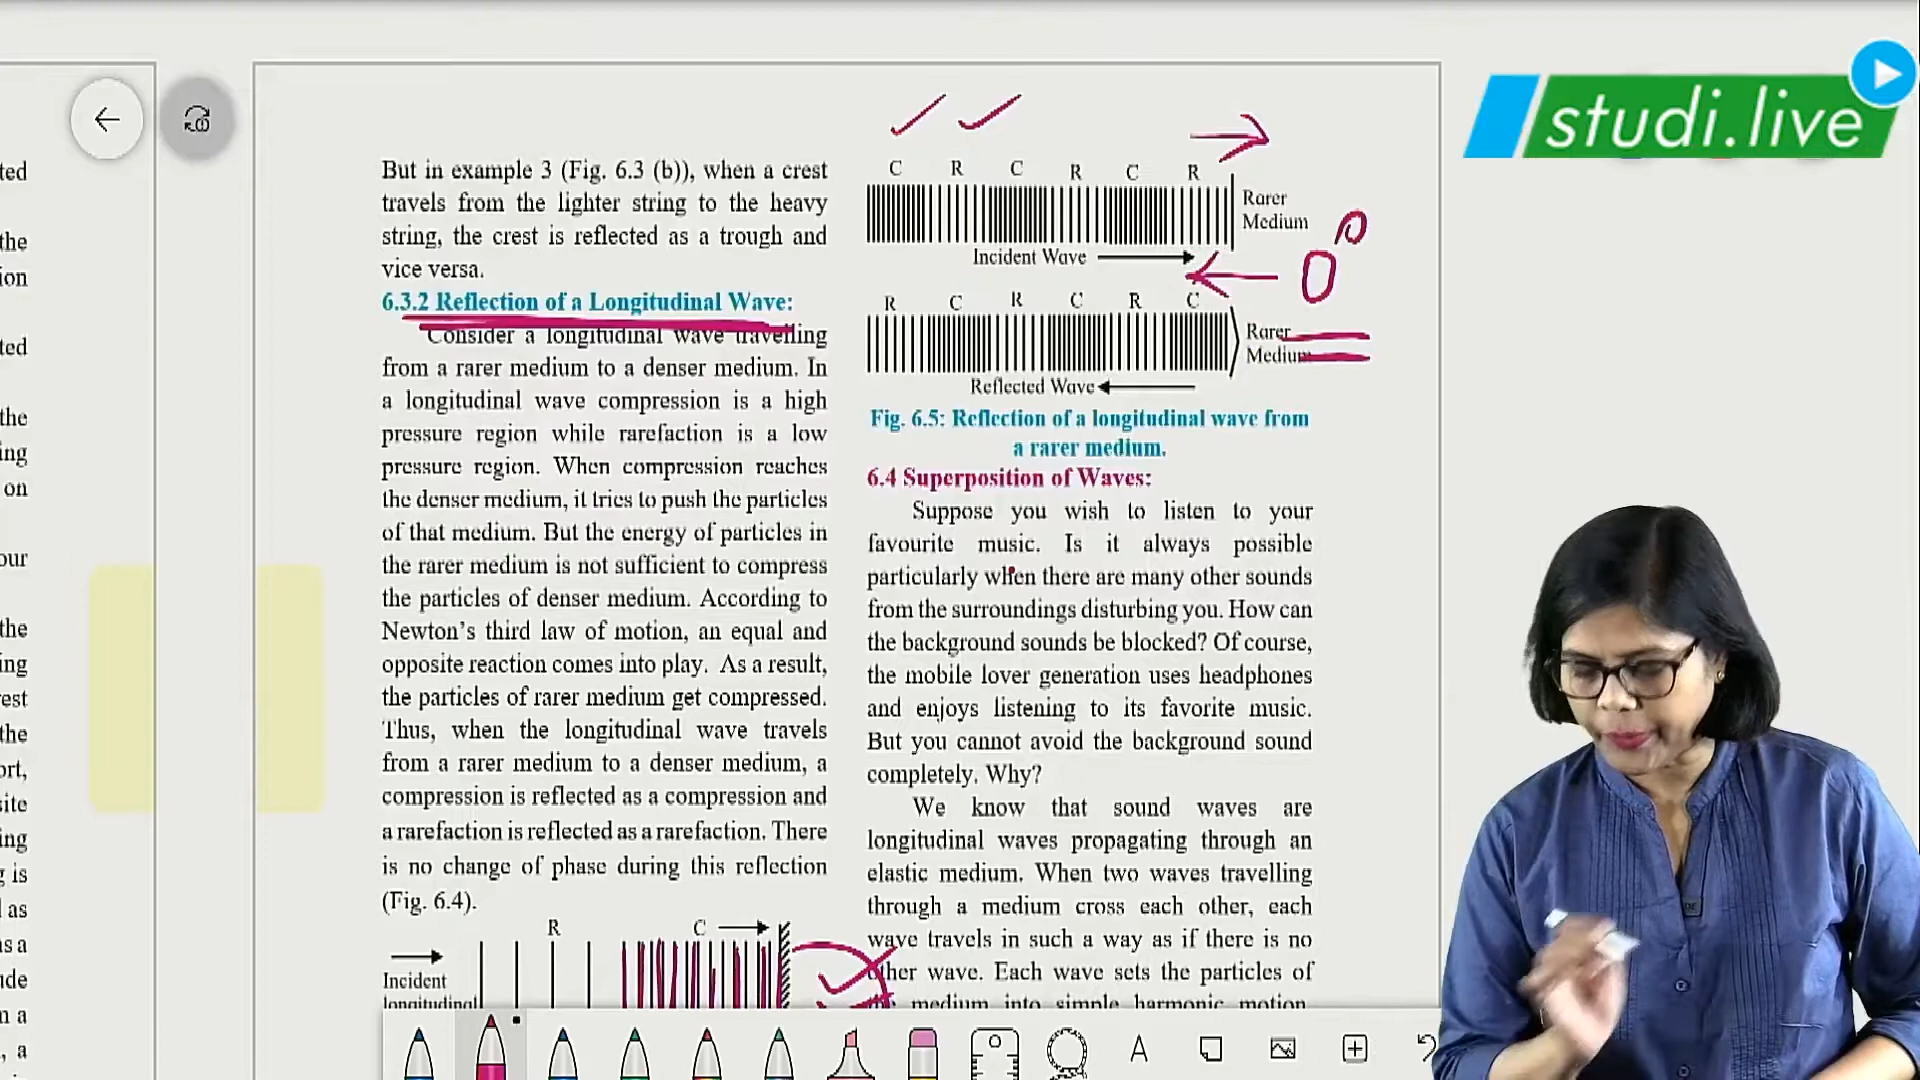 studi.live
But in example 3 (Fig. 6.3 (b)), when a crest
travels from the lighter string to the heavy
string, the crest is reflected as a trough and
vice versa.
6.3.2 Reflection of a Longitudinal Wave:
Consider a longitudinal wave travelling
from a rarer medium to a denser medium. In
a longitudinal wave compression is a high
pressure region while rarefaction is a low
pressure region. When compression reaches
the denser medium, it tries to push the particles
of that medium. But the energy of particles in
the rarer medium is not sufficient to compress
the particles of denser medium. According to
Newton's third law of motion, an equal and
opposite reaction comes into play. As a result,
the particles of rarer medium get compressed.
Thus, when the longitudinal wave travels
from a rarer medium to a denser medium, a
compression is reflected as a compression and
a rarefaction is reflected as a rarefaction. There
is no change of phase during this reflection
(Fig. 6.4).
R C
Incident
longitudinal
C R C R C R
Rarer
Medium
Incident Wave
R C R C R C
Rarer
Medium
Reflected Wave
Fig. 6.5: Reflection of a longitudinal wave from
a rarer medium.
6.4 Superposition of Waves:
Suppose you wish to listen to your
favourite music. Is it always possible
particularly when there are many other sounds
from the surroundings disturbing you. How can
the background sounds be blocked? Of course,
the mobile lover generation uses headphones
and enjoys listening to its favorite music.
But you cannot avoid the background sound
completely. Why?
We know that sound waves are
longitudinal waves propagating through an
elastic medium. When two waves travelling
through a medium cross each other, each
wave travels in such a way as if there is no
other wave. Each wave sets the particles of
the medium into simple harmonic motion.